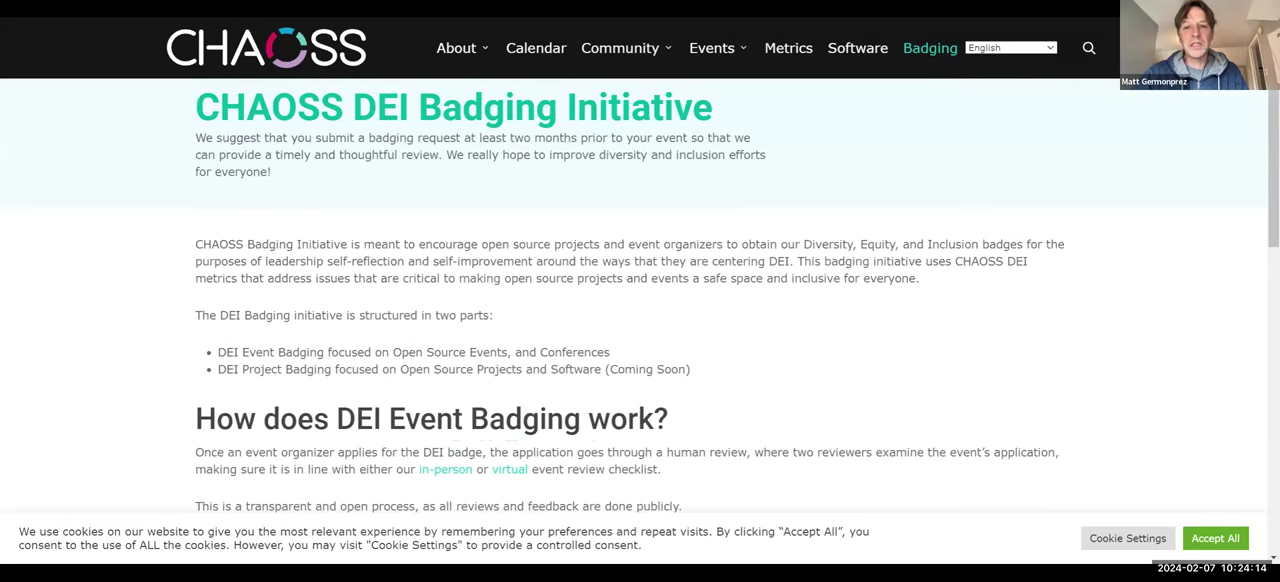 CHAOSS
About Calendar Community Events Metrics Software Badging English
Matt Germonprez
CHAOSS DEI Badging Initiative
We suggest that you submit a badging request at least two months prior to your event so that we
can provide a timely and thoughtful review. We really hope to improve diversity and inclusion efforts
for everyone!
CHAOSS Badging Initiative is meant to encourage open source projects and event organizers to obtain our Diversity, Equity, and Inclusion badges for the
purposes of leadership self-reflection and self-improvement around the ways that they are centering DEI. This badging initiative uses CHAOSS DEI
metrics that address issues that are critical to making open source projects and events a safe space and inclusive for everyone.
The DEI Badging initiative is structured in two parts:
• DEI Event Badging focused on Open Source Events, and Conferences
• DEI Project Badging focused on Open Source Projects and Software (Coming Soon)
How does DEI Event Badging work?
Once an event organizer applies for the DEI badge, the application goes through a human review, where two reviewers examine the event's application,
making sure it is in line with either our in-person or virtual event review checklist.
This is a transparent and open process, as all reviews and feedback are done publicly.
We use cookies on our website to give you the most relevant experience by remembering your preferences and repeat visits. By clicking “Accept All”, you
consent to the use of ALL the cookies. However, you may visit "Cookie Settings" to provide a controlled consent.
Cookie Settings Accept All
2024-02-07 10:24:14